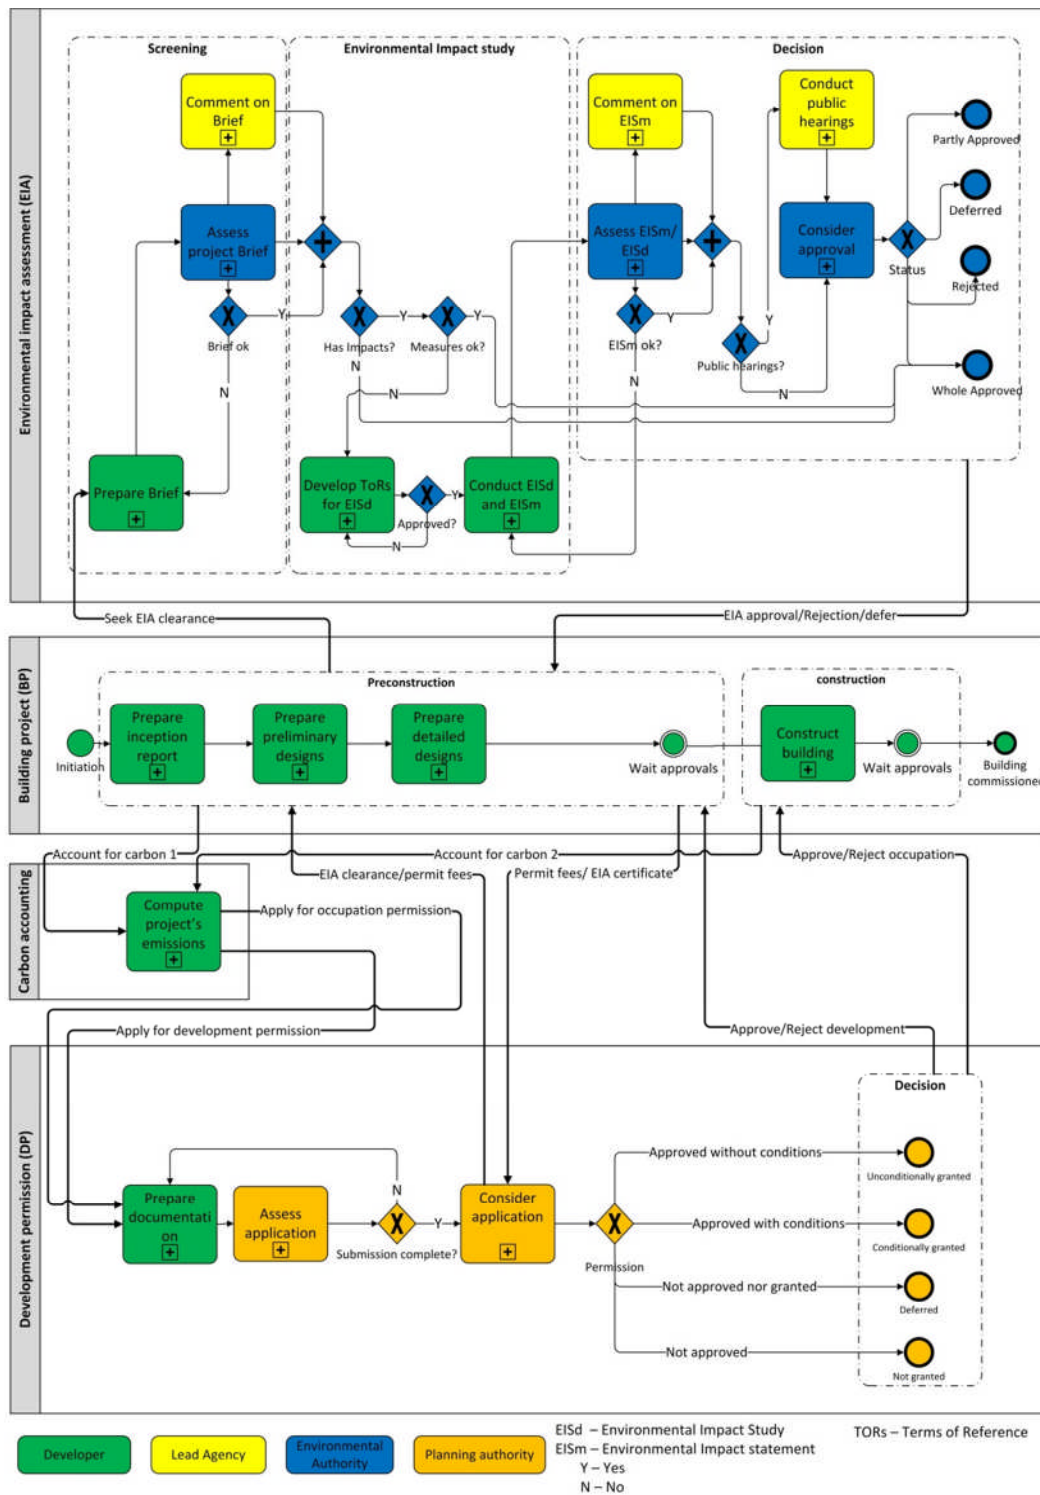 Environmental impact assessment (EIA)
Screening
Environmental Impact study
Decision
Comment on
Brief
Comment on
EISm
Conduct
public
hearings
Partly Approved
Assess
project Brief
Assess EISm/
EISd
Consider
approval
Deferred
Status
Rejected
Y
Brief ok
Has Impacts?
Y
Measures ok?
EISm ok?
Y
Y
Public hearings?
N
N
N
N
N
Whole Approved
Prepare Brief
Develop ToRs
for EISd
Approved?
Y
N
Conduct EISd
and EISm
Seek EIA clearance
EIA approval/Rejection/defer
Building project (BP)
Preconstruction
construction
Initiation
Prepare
inception
report
Prepare
preliminary
designs
Prepare
detailed
designs
Wait approvals
Construct
building
Wait approvals
Building
commissioned
Account for carbon 1
Account for carbon 2
Approve/Reject occupation
EIA clearance/permit fees
Permit fees/ EIA certificate
Carbon accounting
Compute
project's
emissions
Apply for occupation permission
Apply for development permission
Approve/Reject development
Development permission (DP)
Decision
Prepare
documentati
on
Assess
application
N
Submission complete?
Y
Consider
application
Permission
Approved without conditions
Unconditionally granted
Approved with conditions
Conditionally granted
Not approved nor granted
Deferred
Not approved
Not granted
Developer
Lead Agency
Environmental
Authority
Planning authority
EISd – Environmental Impact Study
EISm – Environmental Impact statement
Y – Yes
N – No
TORs – Terms of Reference